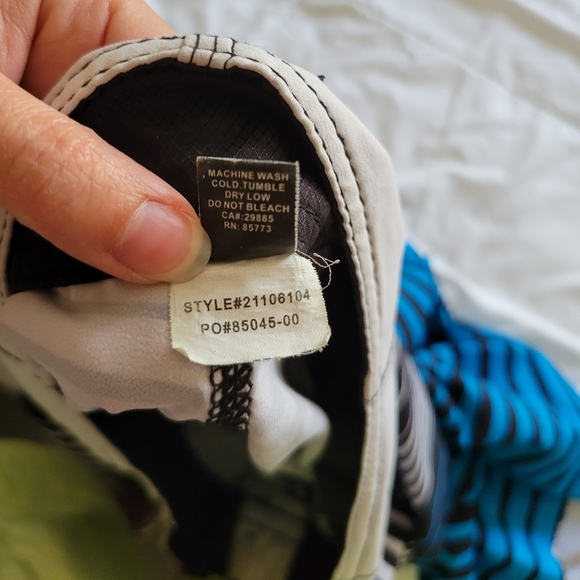 , MACHINE WASH
COLD.TUMBLE
DRY LOW
DO NOT BLEACH
CA#:29885
RN: 85773
STYLE#21106104
PO#85045-00